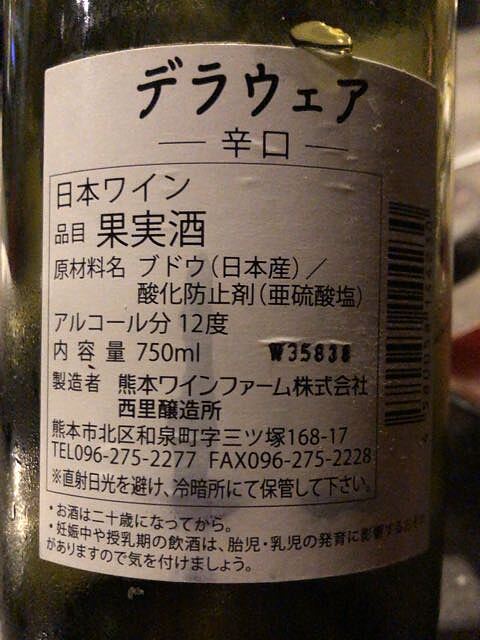 デラウェア
― 辛口 ―
日本ワイン
品目 果実酒
原材料名 ブドウ(日本産)/
酸化防止剤(亜硫酸塩)
アルコール分 12度
内容量 750ml W35838
製造者 熊本ワインファーム株式会社
西里醸造所
熊本市北区和泉町字三ツ塚168-17
TEL096-275-2277 FAX096-275-2228
※直射日光を避け、冷暗所にて保管して下さい。
・お酒は二十歳になってから。
・妊娠中や授乳期の飲酒は、胎児・乳児の発育に影響するおそれ
がありますので気を付けましょう。